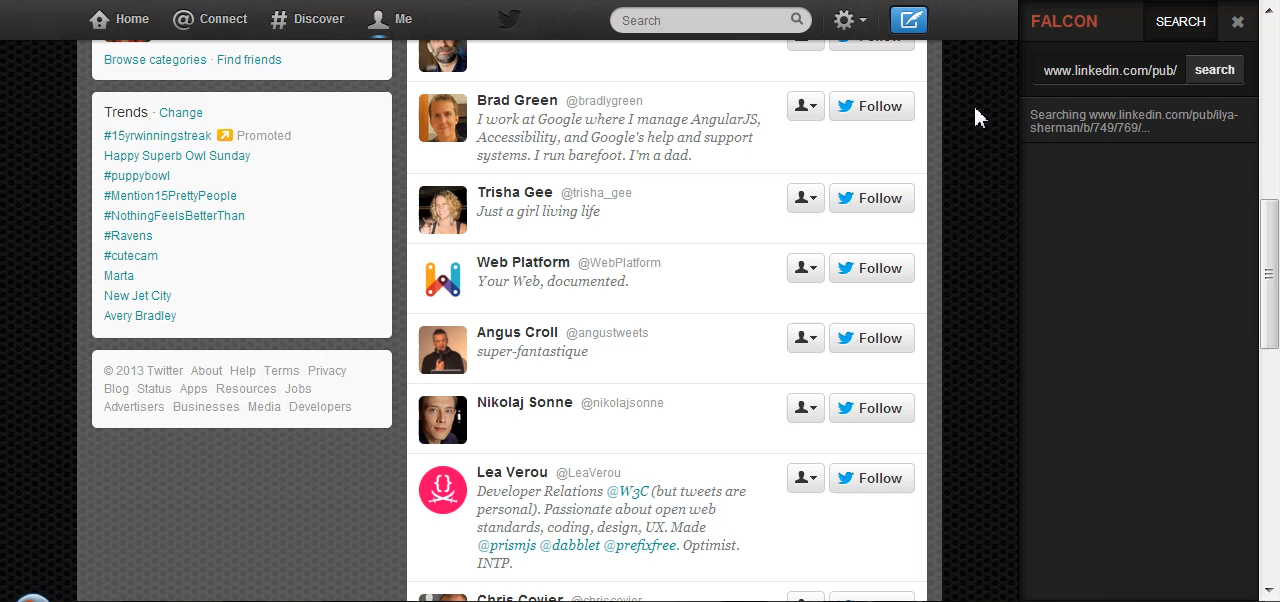 Home Connect Discover Me Search
Browse categories · Find friends
Trends · Change
#15yrwinningstreak Promoted
Happy Superb Owl Sunday
#puppybowl
#Mention15PrettyPeople
#NothingFeelsBetterThan
#Ravens
#cutecam
Marta
New Jet City
Avery Bradley
© 2013 Twitter About Help Terms Privacy
Blog Status Apps Resources Jobs
Advertisers Businesses Media Developers
Brad Green @bradlygreen
I work at Google where I manage AngularJS,
Accessibility, and Google's help and support
systems. I run barefoot. I'm a dad.
Follow
Trisha Gee @trisha_gee
Just a girl living life
Follow
Web Platform @WebPlatform
Your Web, documented.
Follow
Angus Croll @angustweets
super-fantastique
Follow
Nikolaj Sonne @nikolajsonne
Follow
Lea Verou @LeaVerou
Developer Relations @W3C (but tweets are
personal). Passionate about open web
standards, coding, design, UX. Made
@prismjs @dabblet @prefixfree. Optimist.
INTP.
Follow
Chris Coyier @chriscoyier
FALCON SEARCH
www.linkedin.com/pub/ search
Searching www.linkedin.com/pub/ilya-
sherman/b/749/769/...